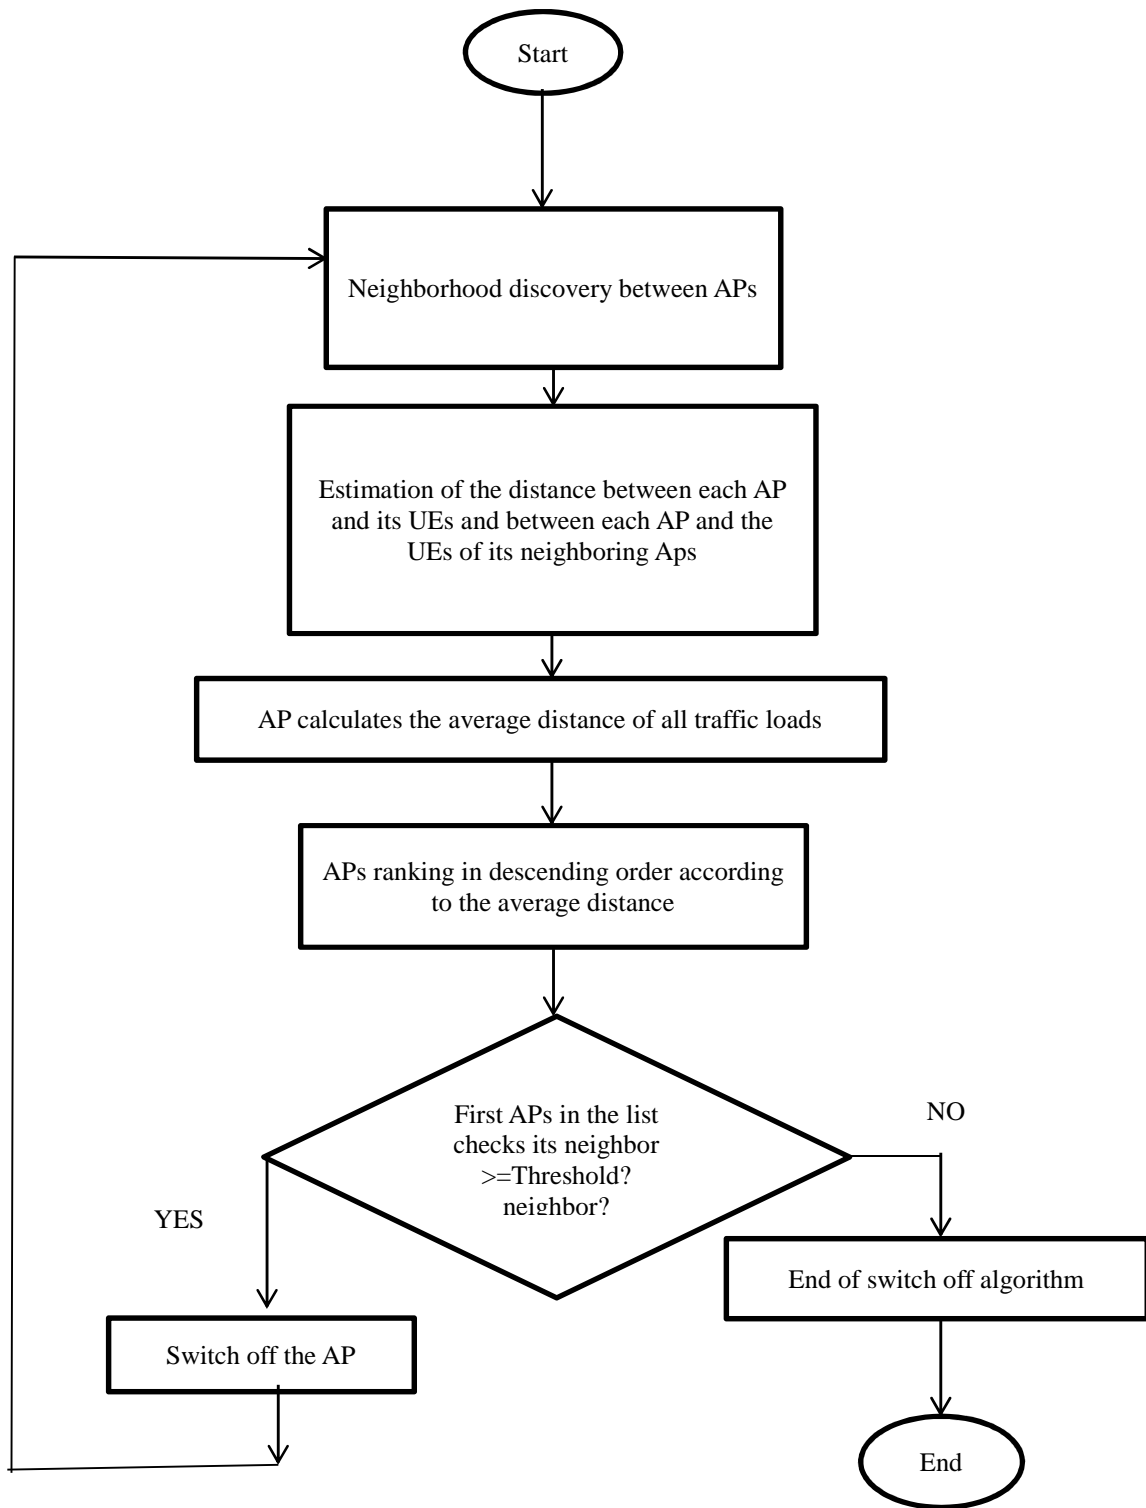 Start
Neighborhood discovery between APs
Estimation of the distance between each AP
and its UEs and between each AP and the
UEs of its neighboring Aps
AP calculates the average distance of all traffic loads
APs ranking in descending order according
to the average distance
First APs in the list
checks its neighbor
>=Threshold?
neighbor?
NO
YES
End of switch off algorithm
Switch off the AP
End